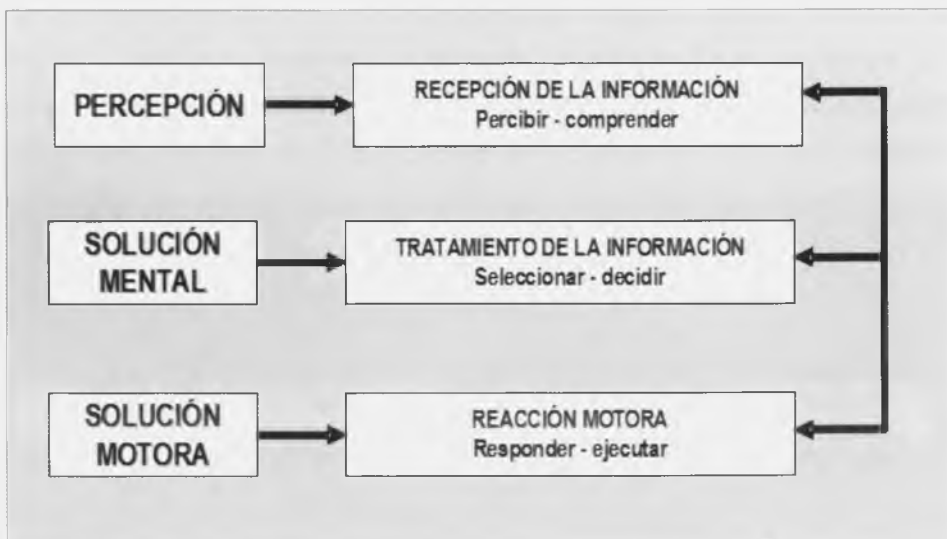 PERCEPCIÓN
RECEPCIÓN DE LA INFORMACIÓN
Percibir - comprender
SOLUCIÓN
MENTAL
TRATAMIENTO DE LA INFORMACIÓN
Seleccionar - decidir
SOLUCIÓN
MOTORA
REACCIÓN MOTORA
Responder - ejecutar